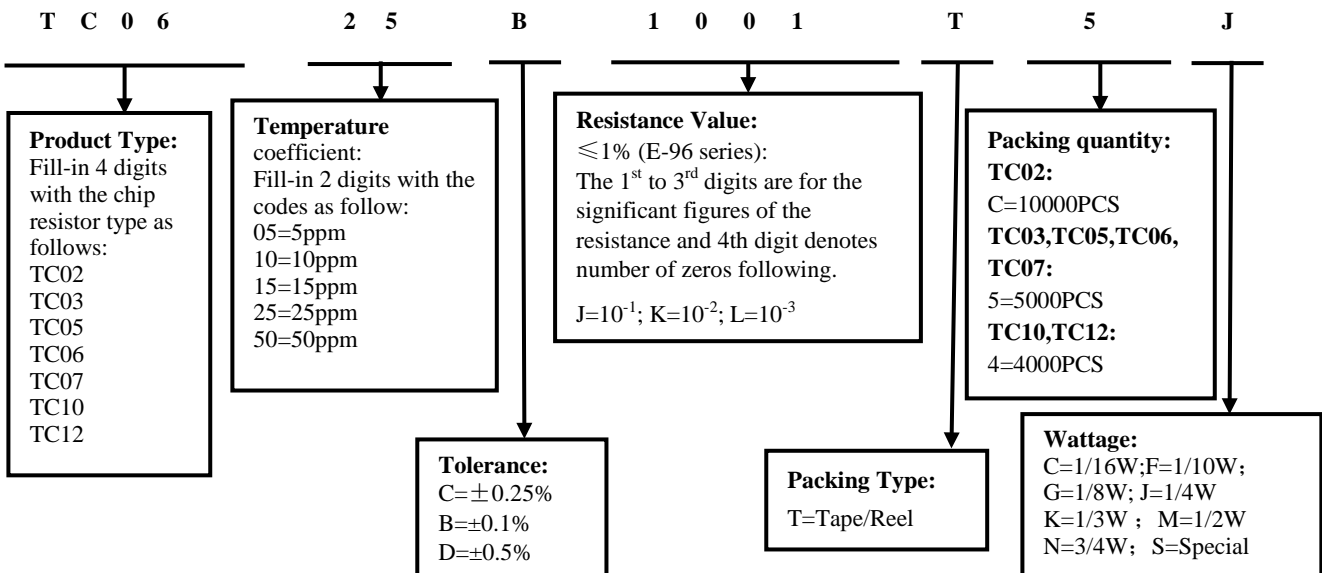 T C 0 6 2 5 B 1 0 0 1 T 5 J
Product Type:
Fill-in 4 digits
with the chip
resistor type as
follows:
TC02
TC03
TC05
TC06
TC07
TC10
TC12
Temperature
coefficient:
Fill-in 2 digits with the
codes as follow:
05=5ppm
10=10ppm
15=15ppm
25=25ppm
50=50ppm
Tolerance:
C=±0.25%
B=±0.1%
D=±0.5%
Resistance Value:
≤1% (E-96 series):
The 1st to 3rd digits are for the
significant figures of the
resistance and 4th digit denotes
number of zeros following.
J=10-1; K=10-2; L=10-3
Packing Type:
T=Tape/Reel
Packing quantity:
TC02:
C=10000PCS
TC03,TC05,TC06,
TC07:
5=5000PCS
TC10,TC12:
4=4000PCS
Wattage:
C=1/16W;F=1/10W;
G=1/8W; J=1/4W
K=1/3W ; M=1/2W
N=3/4W; S=Special